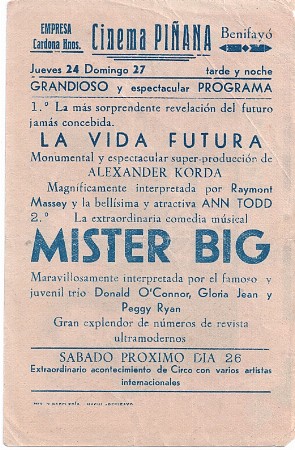 EMPRESA
Cardona Hnos.
Cinema PIÑANA Benifayó
Jueves 24 Domingo 27 tarde y noche
GRANDIOSO y espectacular PROGRAMA
1.º La más sorprendente revelación del futuro
jamás concebida.
LA VIDA FUTURA
Monumental y espectacular super-producción de
ALEXANDER KORDA
Magníficamente interpretada por Raymont
Massey y la bellísima y atractiva ANN TODD
2.º La extraordinaria comedia músical
MISTER BIG
Maravillosamente interpretada por el famoso y
juvenil trio Donald O'Connor, Gloria Jean y
Peggy Ryan
Gran explendor de números de revista
ultramodernos
SABADO PROXIMO DIA 26
Extraordinario acontecimiento de Circo con varios artistas
internacionales